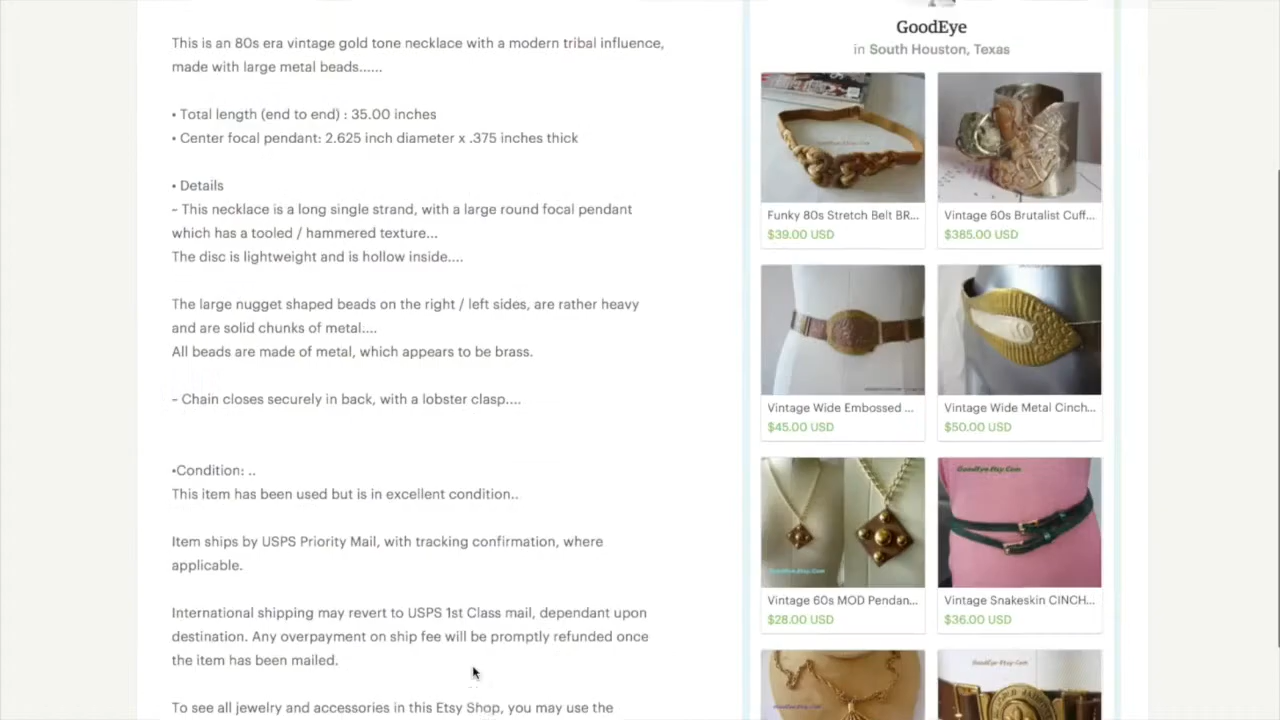 This is an 80s era vintage gold tone necklace with a modern tribal influence,
made with large metal beads......
• Total length (end to end) : 35.00 inches
• Center focal pendant: 2.625 inch diameter x .375 inches thick
• Details
– This necklace is a long single strand, with a large round focal pendant
which has a tooled / hammered texture...
The disc is lightweight and is hollow inside....
The large nugget shaped beads on the right / left sides, are rather heavy
and are solid chunks of metal....
All beads are made of metal, which appears to be brass.
– Chain closes securely in back, with a lobster clasp....
•Condition: ..
This item has been used but is in excellent condition..
Item ships by USPS Priority Mail, with tracking confirmation, where
applicable.
International shipping may revert to USPS 1st Class mail, dependant upon
destination. Any overpayment on ship fee will be promptly refunded once
the item has been mailed.
To see all jewelry and accessories in this Etsy Shop, you may use the
GoodEye
in South Houston, Texas
Funky 80s Stretch Belt BR...
$39.00 USD
Vintage 60s Brutalist Cuff...
$385.00 USD
Vintage Wide Embossed ...
$45.00 USD
Vintage Wide Metal Cinch...
$50.00 USD
GoodEye.Etsy.Com
GoodEye.Etsy.Com
Vintage 60s MOD Pendan...
$28.00 USD
Vintage Snakeskin CINCH...
$36.00 USD
GoodEye.Etsy.Com